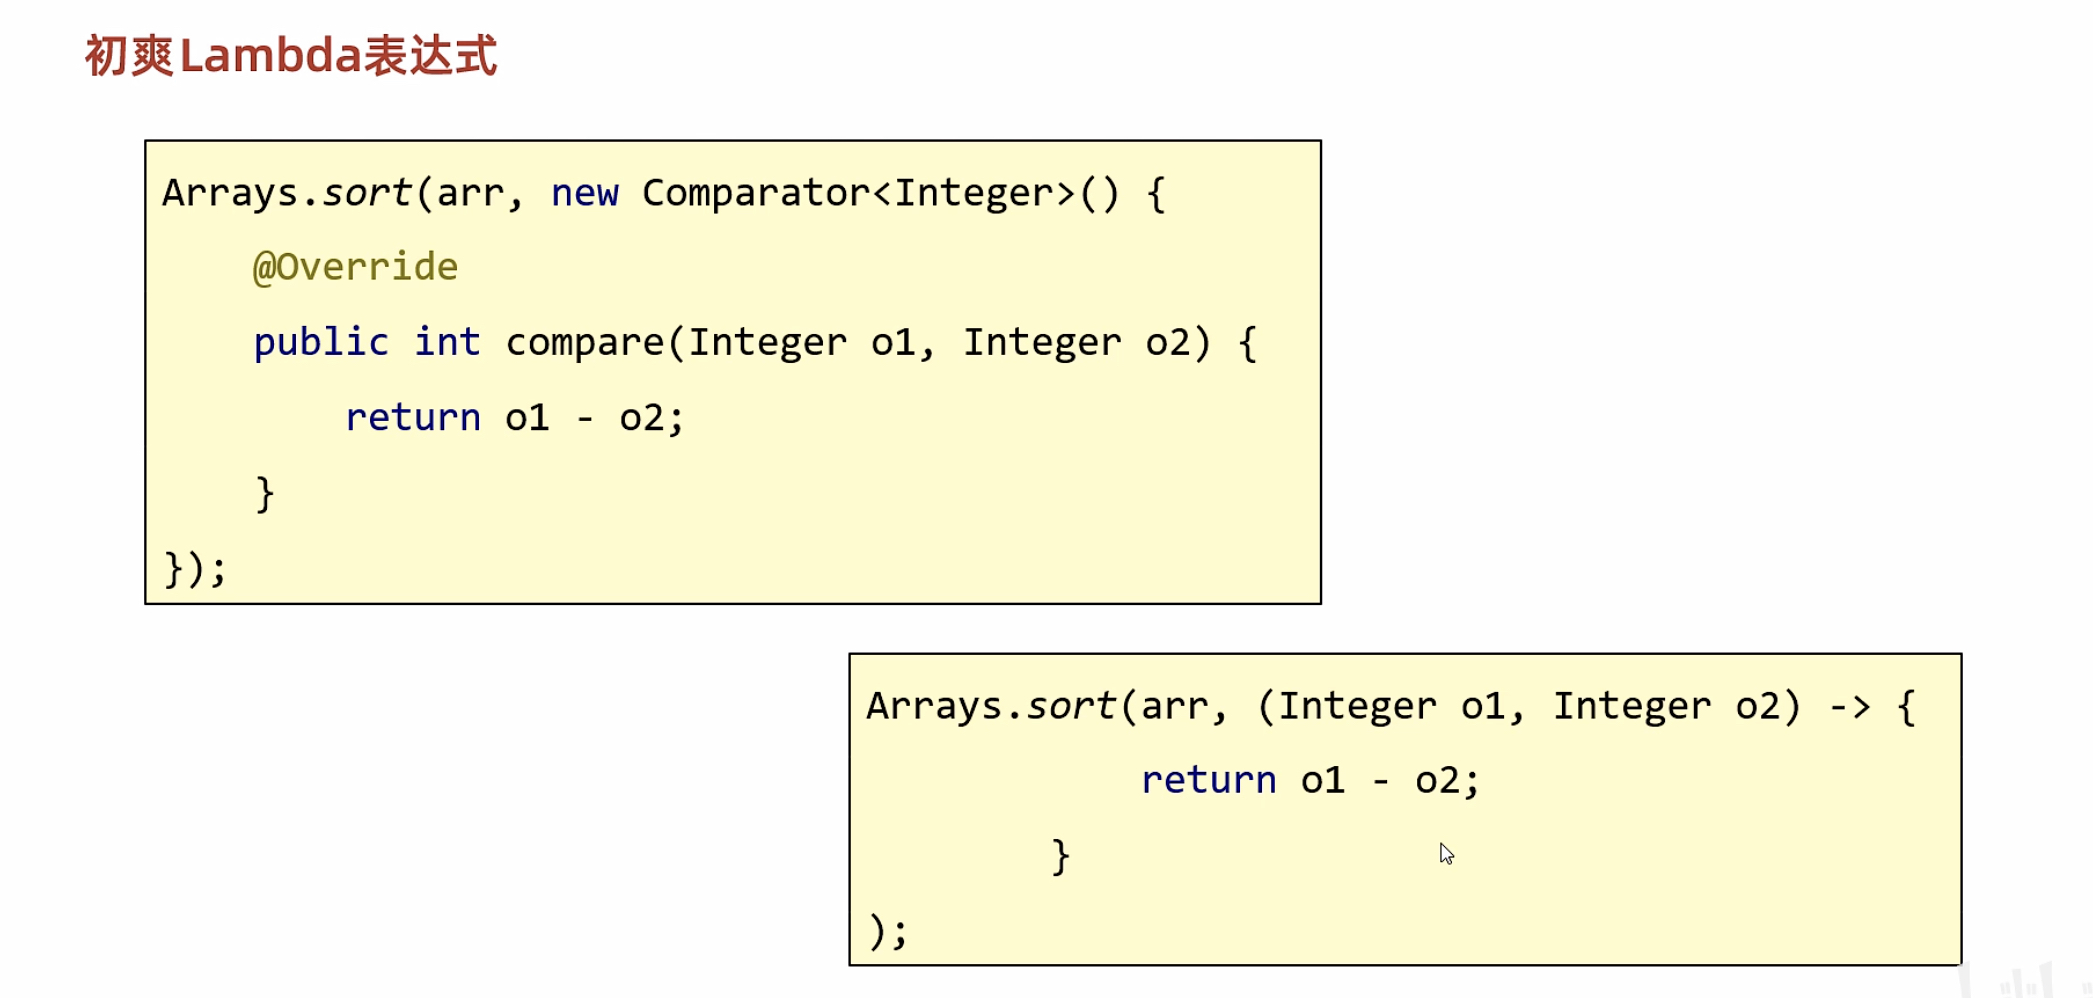 初爽Lambda表达式
Arrays.sort(arr, new Comparator<Integer>() {
@Override
public int compare(Integer o1, Integer o2) {
return o1 - o2;
}
});
Arrays.sort(arr, (Integer o1, Integer o2) -> {
return o1 - o2;
}
);